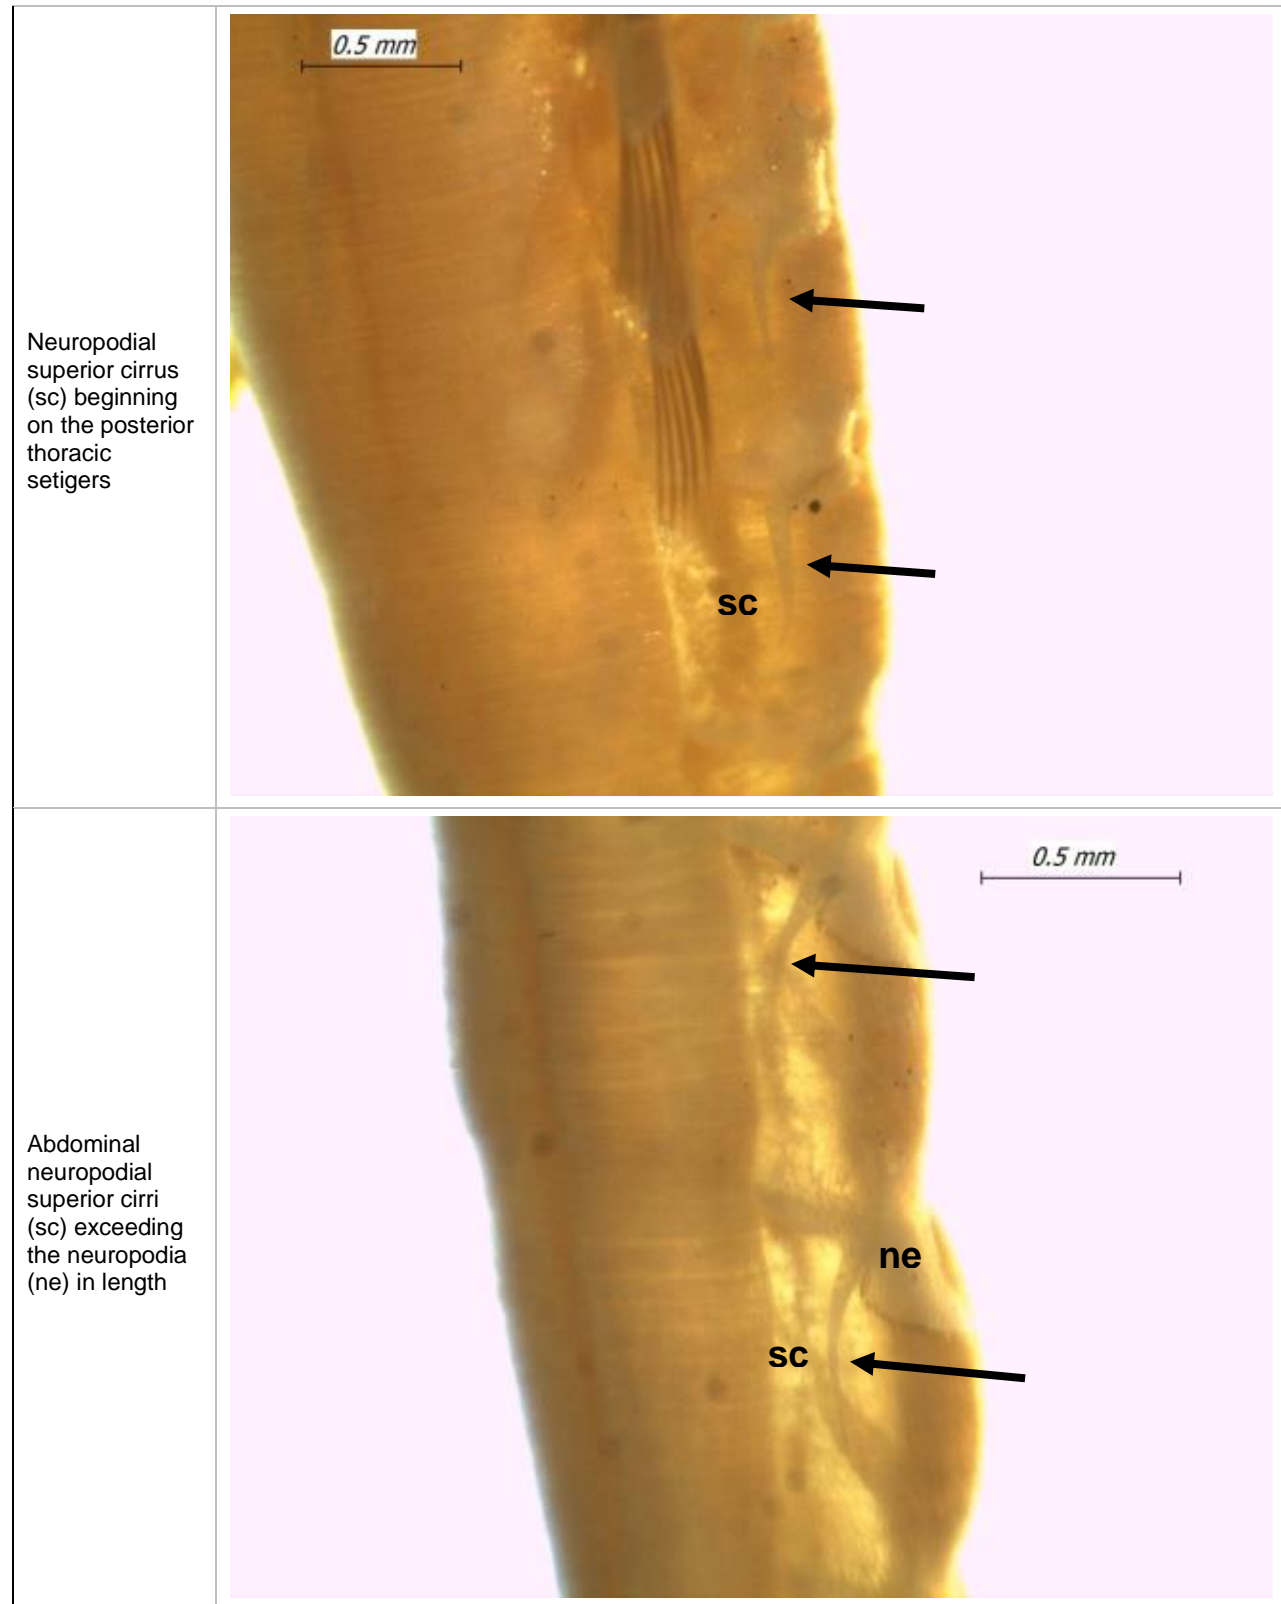 Neuropodial
superior cirrus
(sc) beginning
on the posterior
thoracic
setigers
0.5 mm
sc
Abdominal
neuropodial
superior cirri
(sc) exceeding
the neuropodia
(ne) in length
0.5 mm
ne
sc